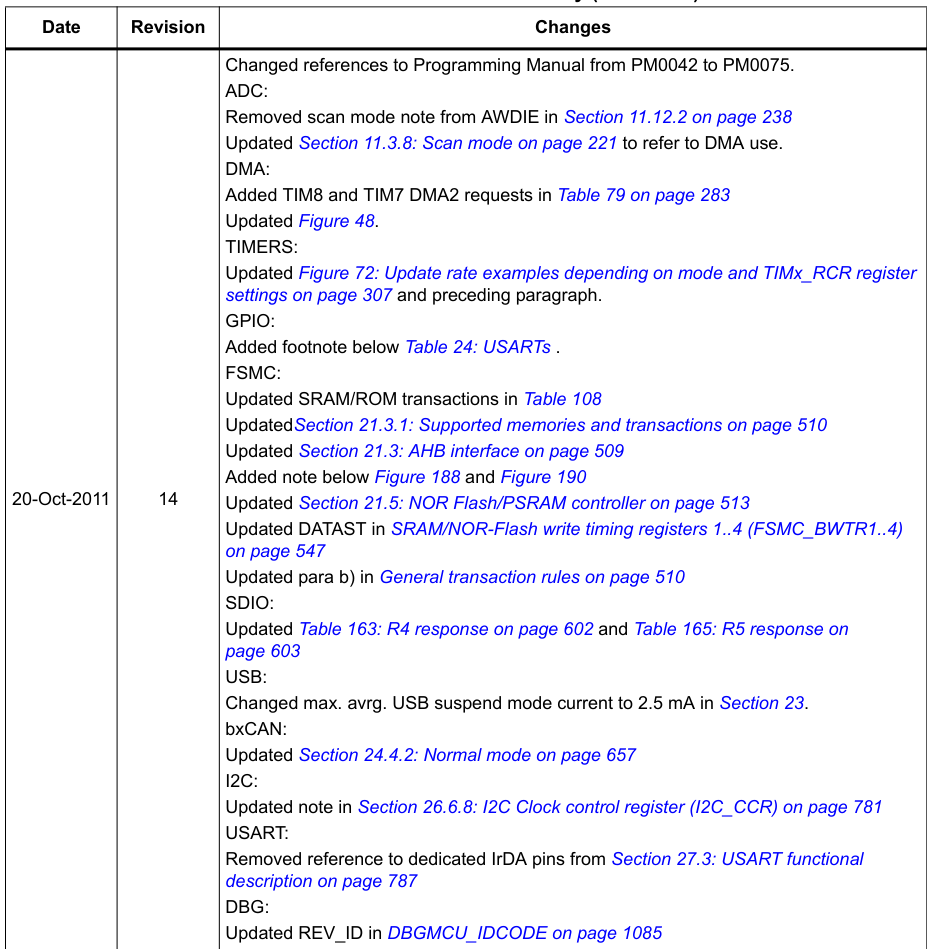 Date Revision Changes
Changed references to Programming Manual from PM0042 to PM0075.
ADC:
Removed scan mode note from AWDIE in Section 11.12.2 on page 238
Updated Section 11.3.8: Scan mode on page 221 to refer to DMA use.
DMA:
Added TIM8 and TIM7 DMA2 requests in Table 79 on page 283
Updated Figure 48.
TIMERS:
Updated Figure 72: Update rate examples depending on mode and TIMx_RCR register
settings on page 307 and preceding paragraph.
GPIO:
Added footnote below Table 24: USARTs .
FSMC:
Updated SRAM/ROM transactions in Table 108
UpdatedSection 21.3.1: Supported memories and transactions on page 510
Updated Section 21.3: AHB interface on page 509
Added note below Figure 188 and Figure 190
20-Oct-2011 14 Updated Section 21.5: NOR Flash/PSRAM controller on page 513
Updated DATAST in SRAM/NOR-Flash write timing registers 1..4 (FSMC_BWTR1..4)
on page 547
Updated para b) in General transaction rules on page 510
SDIO:
Updated Table 163: R4 response on page 602 and Table 165: R5 response on
page 603
USB:
Changed max. avrg. USB suspend mode current to 2.5 mA in Section 23.
bxCAN:
Updated Section 24.4.2: Normal mode on page 657
I2C:
Updated note in Section 26.6.8: I2C Clock control register (I2C_CCR) on page 781
USART:
Removed reference to dedicated IrDA pins from Section 27.3: USART functional
description on page 787
DBG:
Updated REV_ID in DBGMCU_IDCODE on page 1085